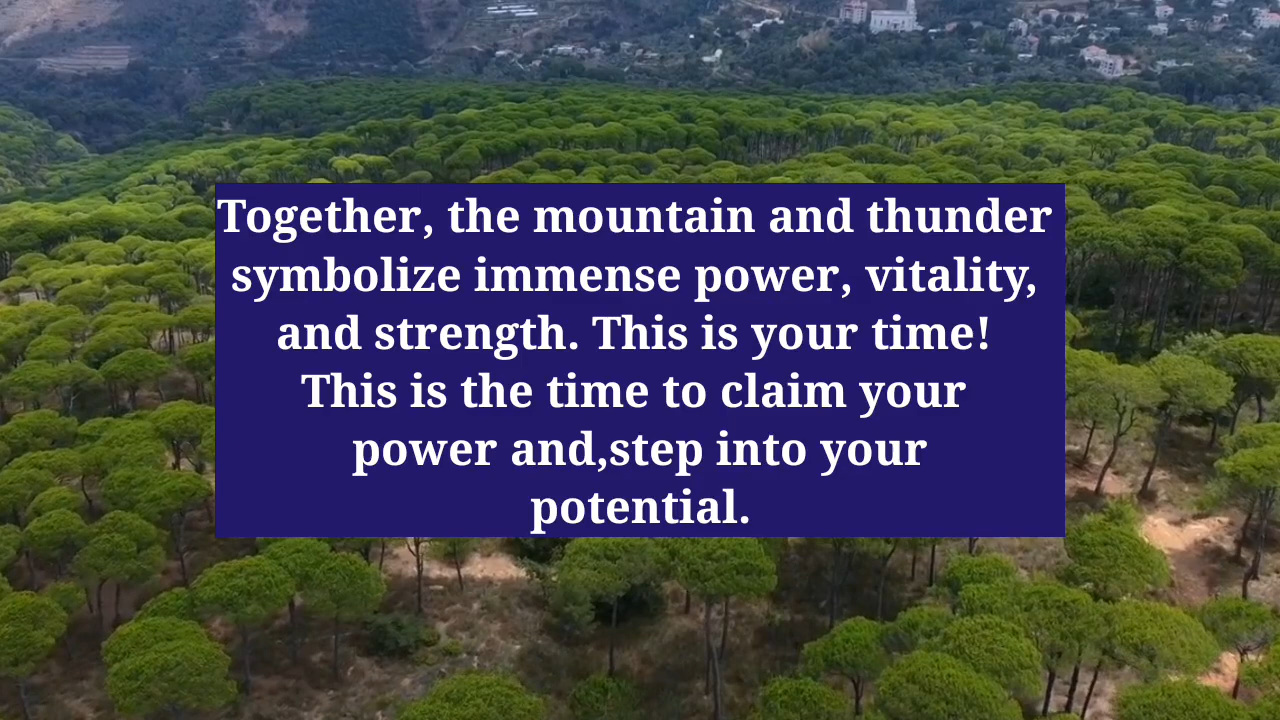 Together, the mountain and thunder
symbolize immense power, vitality,
and strength. This is your time!
This is the time to claim your
power and,step into your
potential.